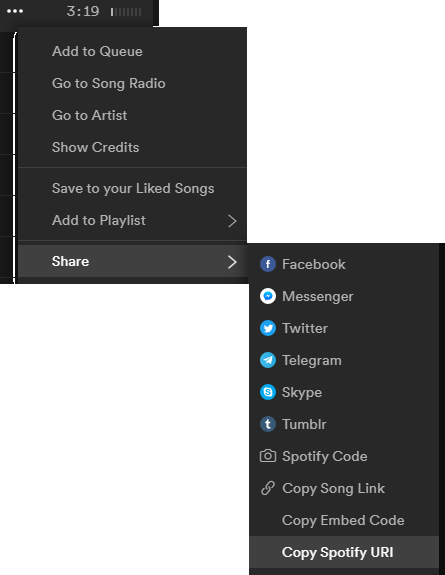 3:19
Add to Queue
Go to Song Radio
Go to Artist
Show Credits
Save to your Liked Songs
Add to Playlist
Share
Facebook
Messenger
Twitter
Telegram
Skype
Tumblr
Spotify Code
Copy Song Link
Copy Embed Code
Copy Spotify URI